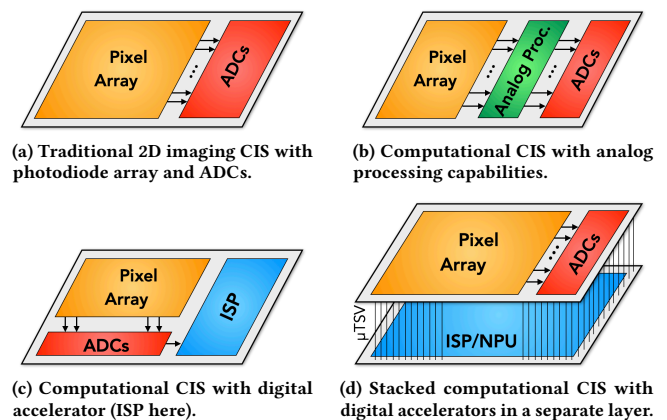 Pixel
Array
ADCs
(a) Traditional 2D imaging CIS with
photodiode array and ADCs.
Pixel
Array
Analog Proc.
ADCs
(b) Computational CIS with analog
processing capabilities.
Pixel
Array
ADCs
ISP
(c) Computational CIS with digital
accelerator (ISP here).
Pixel
Array
ADCs
μTSV
ISP/NPU
(d) Stacked computational CIS with
digital accelerators in a separate layer.